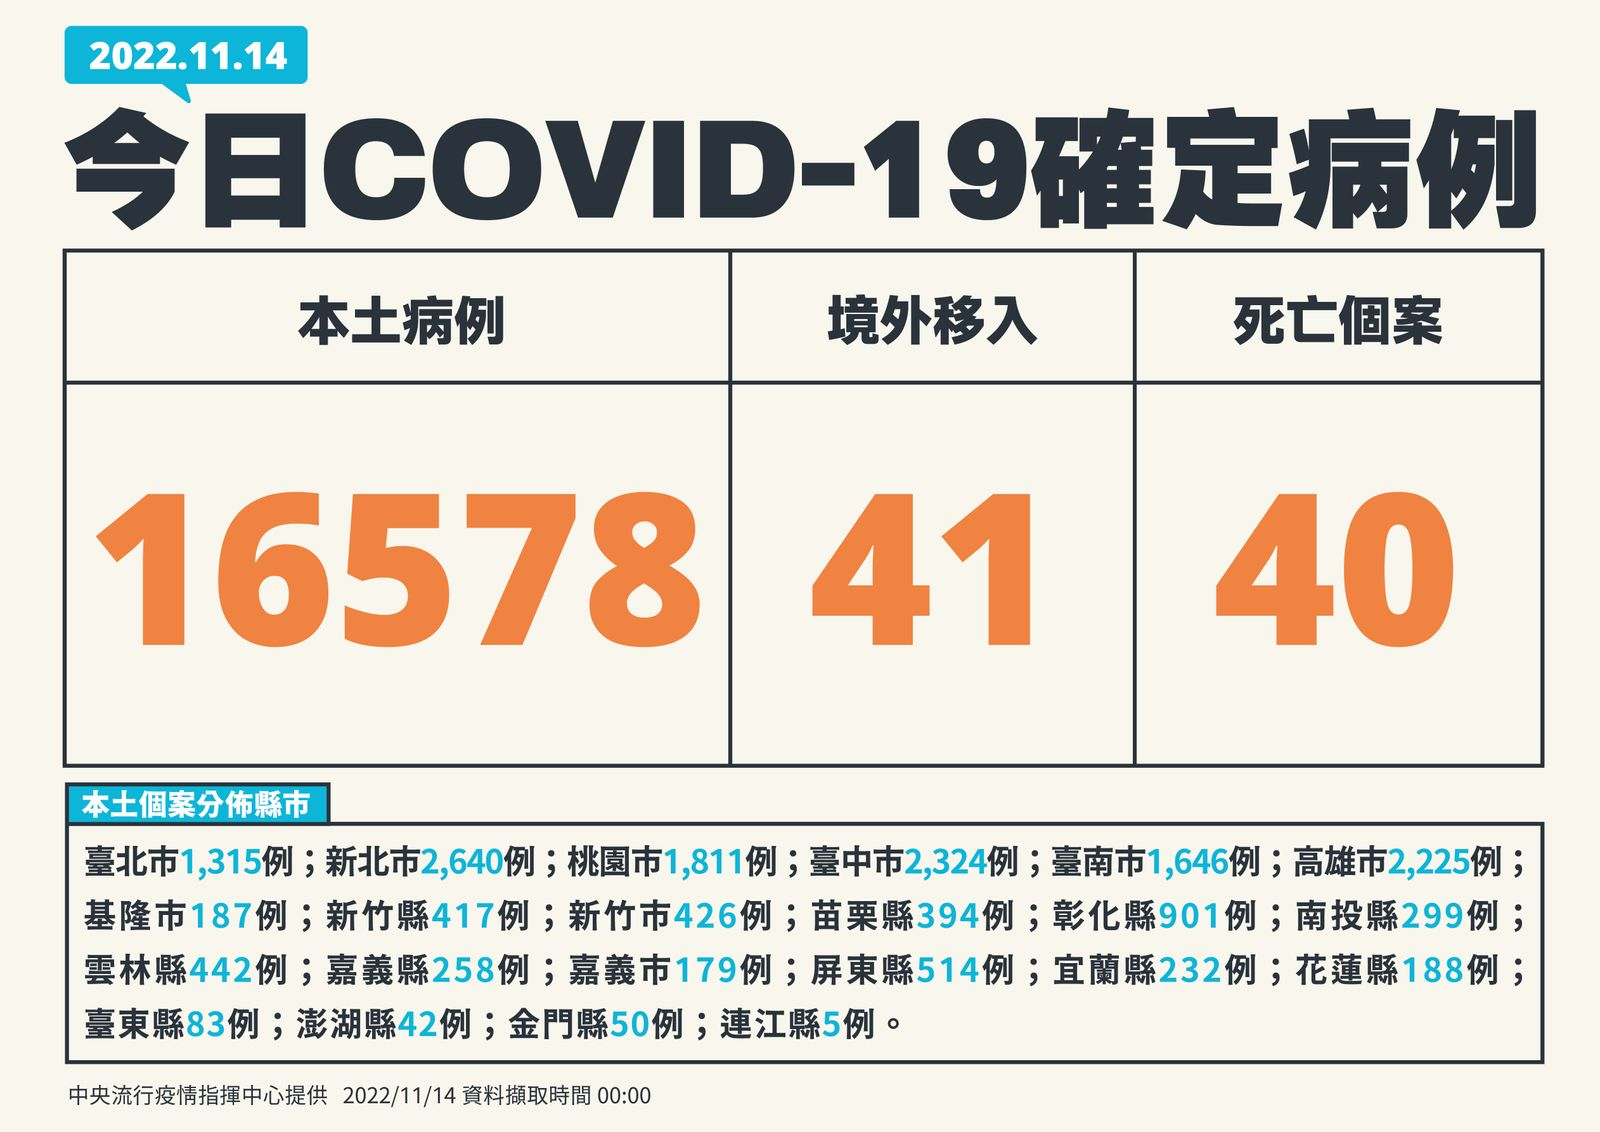 2022.11.14
今日COVID-19確定病例
本土病例 境外移入 死亡個案
16578 41 40
本土個案分佈縣市
臺北市1,315例；新北市2,640例；桃園市1,811例；臺中市2,324例；臺南市1,646例；高雄市2,225例；
基隆市187例；新竹縣417例；新竹市426例；苗栗縣394例；彰化縣901例；南投縣299例；
雲林縣442例；嘉義縣258例；嘉義市179例；屏東縣514例；宜蘭縣232例；花蓮縣188例；
臺東縣83例；澎湖縣42例；金門縣50例；連江縣5例。
中央流行疫情指揮中心提供 2022/11/14 資料擷取時間 00:00